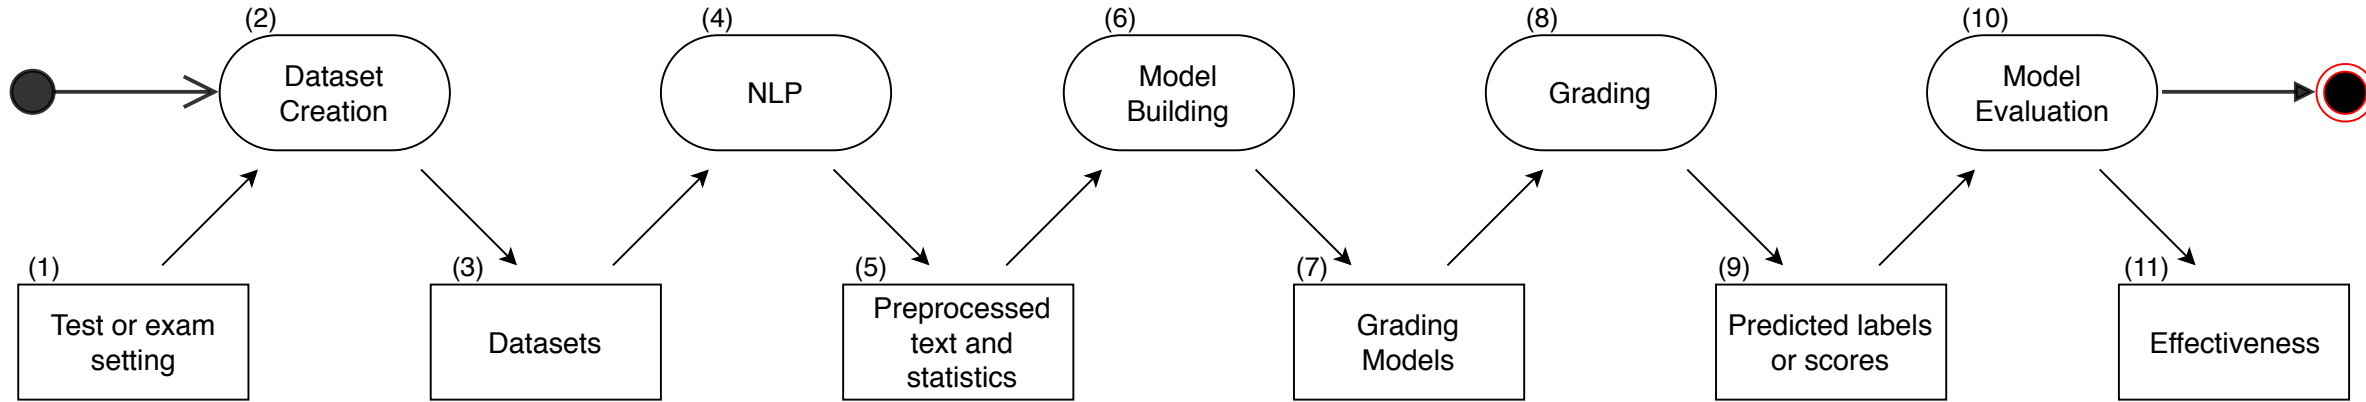 (2)
Dataset
Creation
(4)
NLP
(6)
Model
Building
(8)
Grading
(10)
Model
Evaluation
(1)
Test or exam
setting
(3)
Datasets
(5)
Preprocessed
text and
statistics
(7)
Grading
Models
(9)
Predicted labels
or scores
(11)
Effectiveness